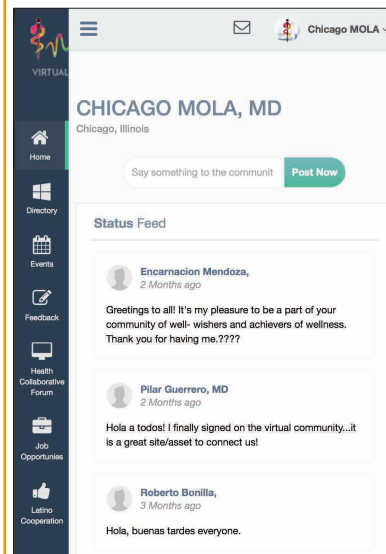 Chicago MOLA
VIRTUAL
CHICAGO MOLA, MD
Chicago, Illinois
Say something to the communit
Post Now
Home
Directory
Events
Feedback
Health
Collaborative
Forum
Job
Opportunies
Latino
Cooperation
Status Feed
Encarnacion Mendoza,
2 Months ago
Greetings to all! It's my pleasure to be a part of your
community of well- wishers and achievers of wellness.
Thank you for having me.????
Pilar Guerrero, MD
2 Months ago
Hola a todos! I finally signed on the virtual community...it
is a great site/asset to connect us!
Roberto Bonilla,
3 Months ago
Hola, buenas tardes everyone.